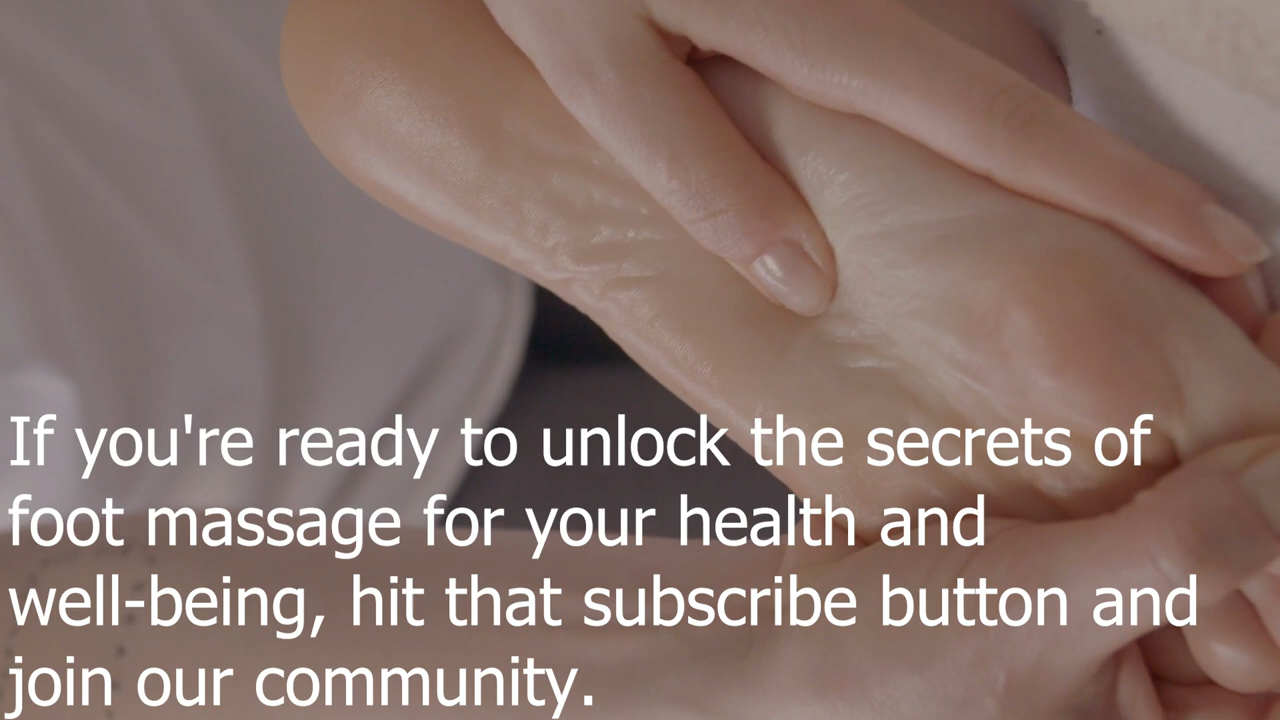 If you're ready to unlock the secrets of
foot massage for your health and
well-being, hit that subscribe button and
join our community.